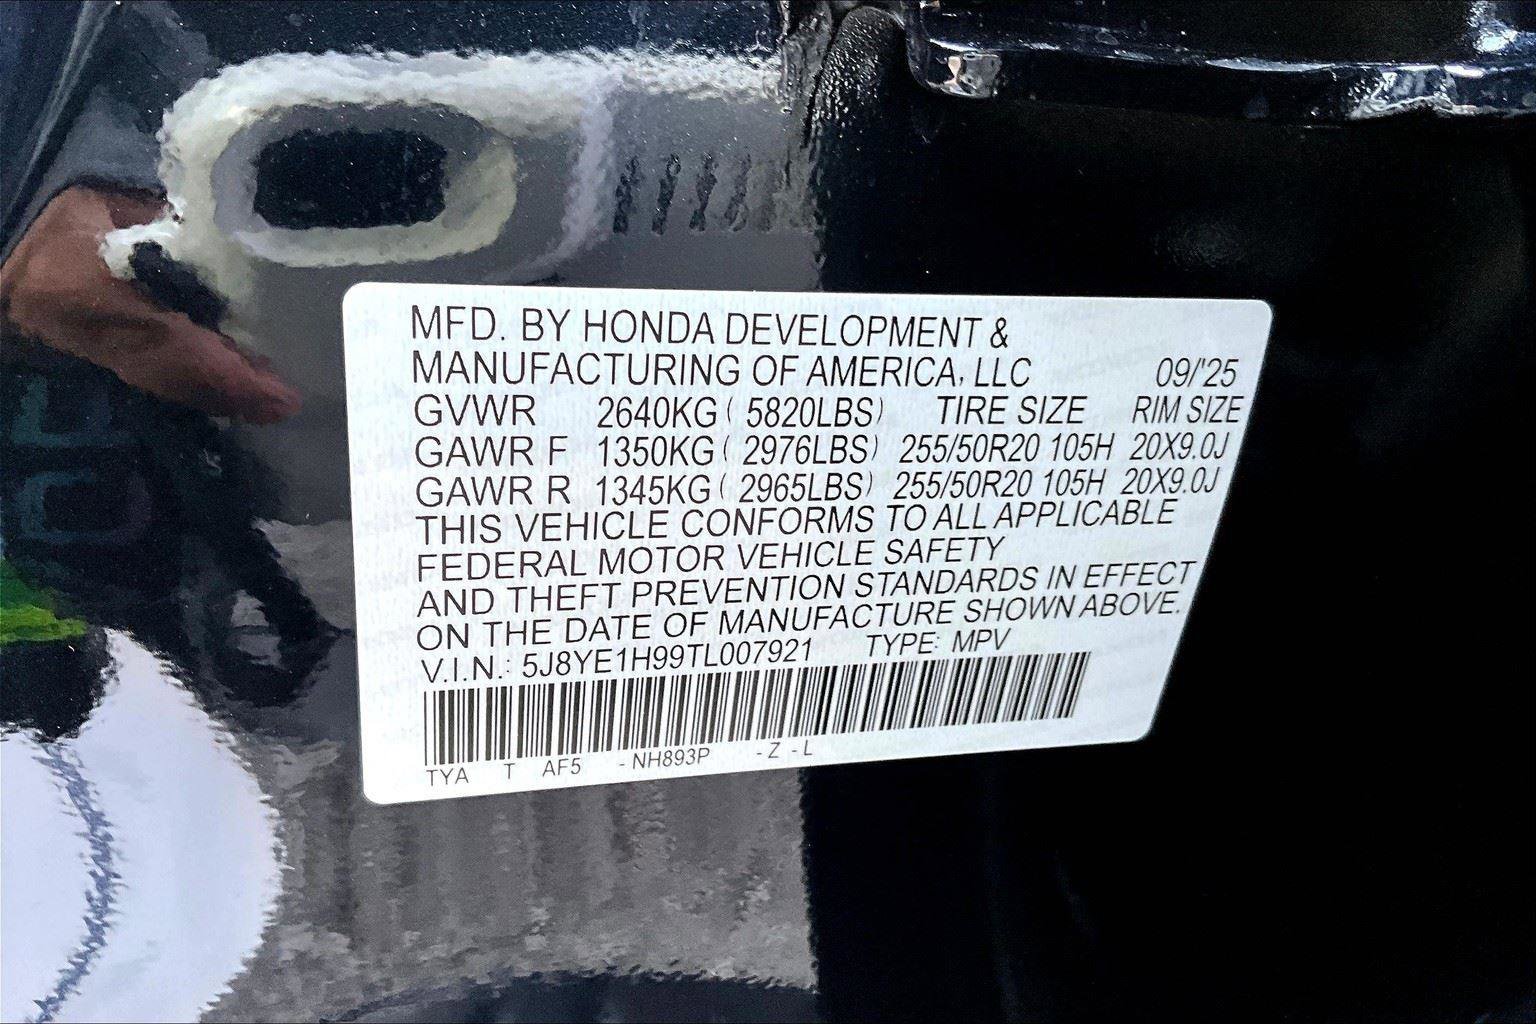 MFD. BY HONDA DEVELOPMENT &
MANUFACTURING OF AMERICA, LLC 09/'25
GVWR 2640KG ( 5820LBS) TIRE SIZE RIM SIZE
GAWR F 1350KG ( 2976LBS) 255/50R20 105H 20X9.0J
GAWR R 1345KG ( 2965LBS) 255/50R20 105H 20X9.0J
THIS VEHICLE CONFORMS TO ALL APPLICABLE
FEDERAL MOTOR VEHICLE SAFETY
AND THEFT PREVENTION STANDARDS IN EFFECT
ON THE DATE OF MANUFACTURE SHOWN ABOVE.
V.I.N.: 5J8YE1H99TL007921 TYPE: MPV
TYA T AF5 -NH893P -Z -L